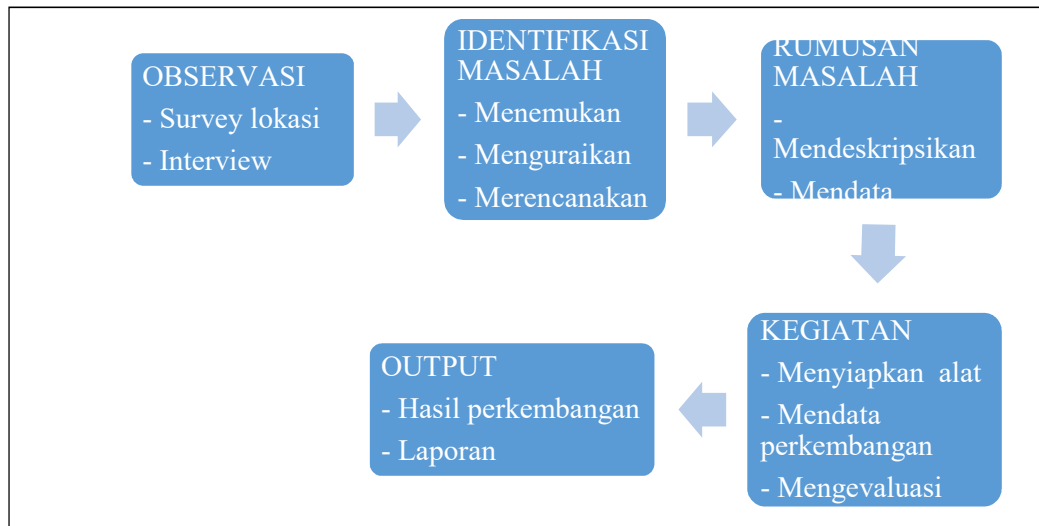 OBSERVASI
- Survey lokasi
- Interview
IDENTIFIKASI
MASALAH
- Menemukan
- Menguraikan
- Merencanakan
RUMUSAN
MASALAH
-
Mendeskripsikan
- Mendata
KEGIATAN
- Menyiapkan  alat
- Mendata
perkembangan
- Mengevaluasi
OUTPUT
- Hasil perkembangan
- Laporan